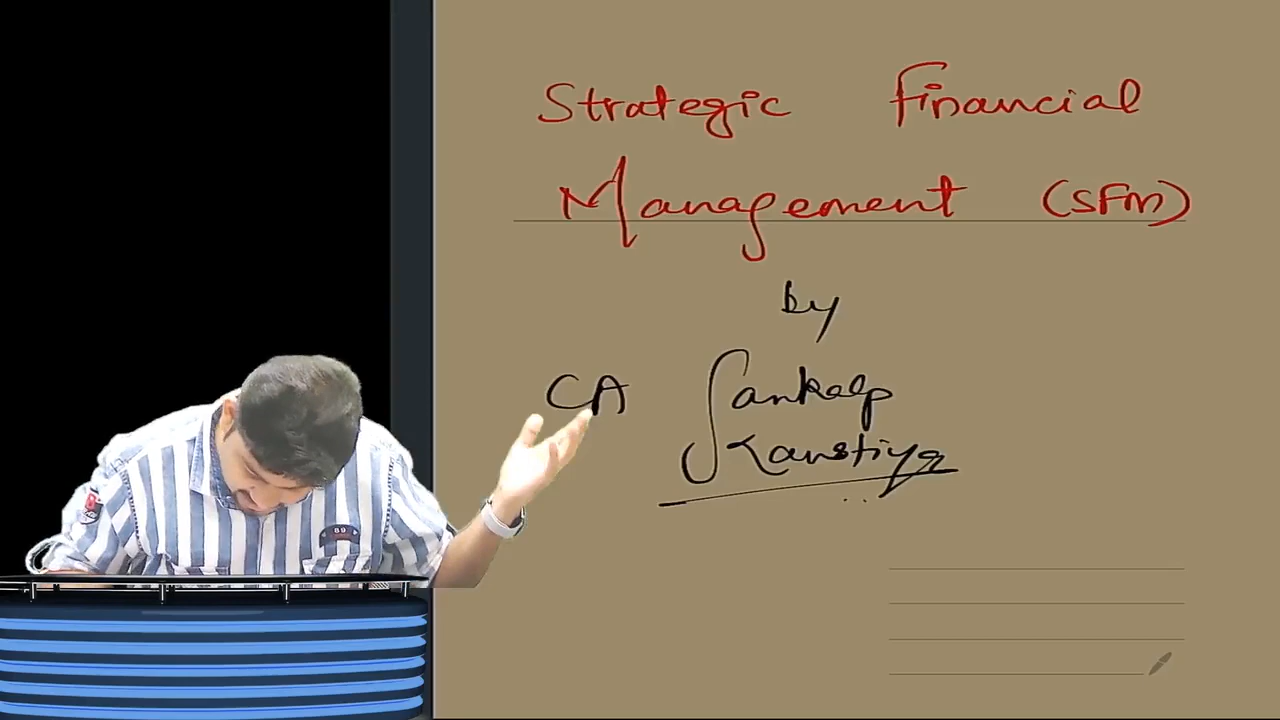 Strategic Financial
Management (SFM)
by
CA Sankalp
Kanstiya